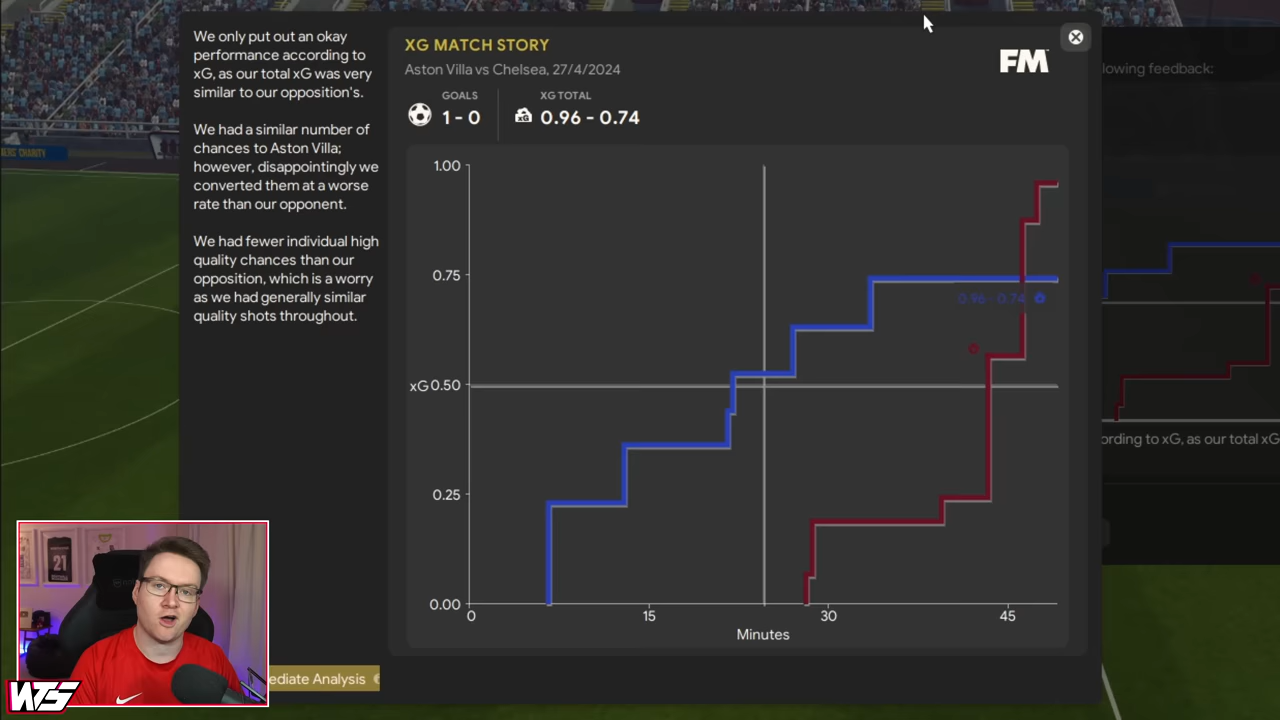 We only put out an okay
performance according to
xG, as our total xG was very
similar to our opposition's.
We had a similar number of
chances to Aston Villa;
however, disappointingly we
converted them at a worse
rate than our opponent.
We had fewer individual high
quality chances than our
opposition, which is a worry
as we had generally similar
quality shots throughout.
XG MATCH STORY
Aston Villa vs Chelsea, 27/4/2024
FM
GOALS
1 - 0
XG TOTAL
XG
0.96 - 0.74
1.00
0.75
xG 0.50
0.25
0.00
0 15 30 45
Minutes
0.96 - 0.74
lowing feedback:
ording to xG, as our total xG
ediate Analysis
21
WTS